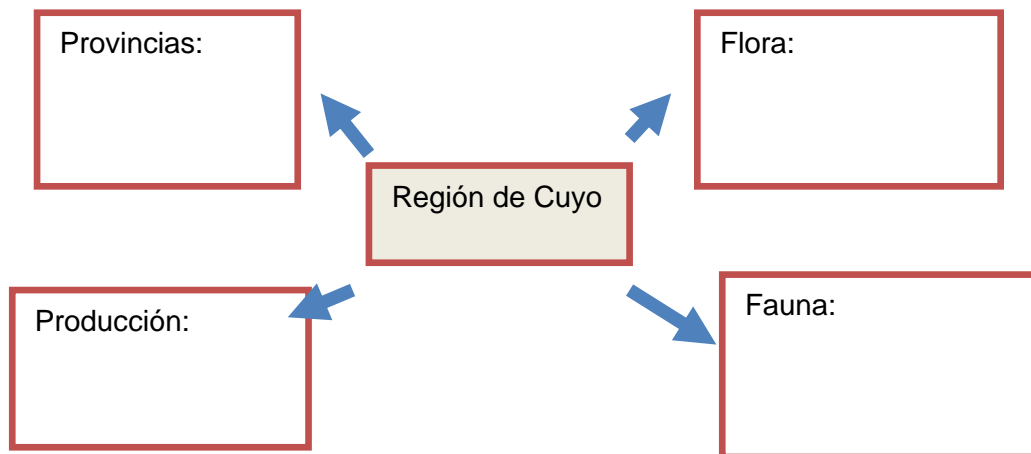 Provincias:
Flora:
Región de Cuyo
Producción:
Fauna: